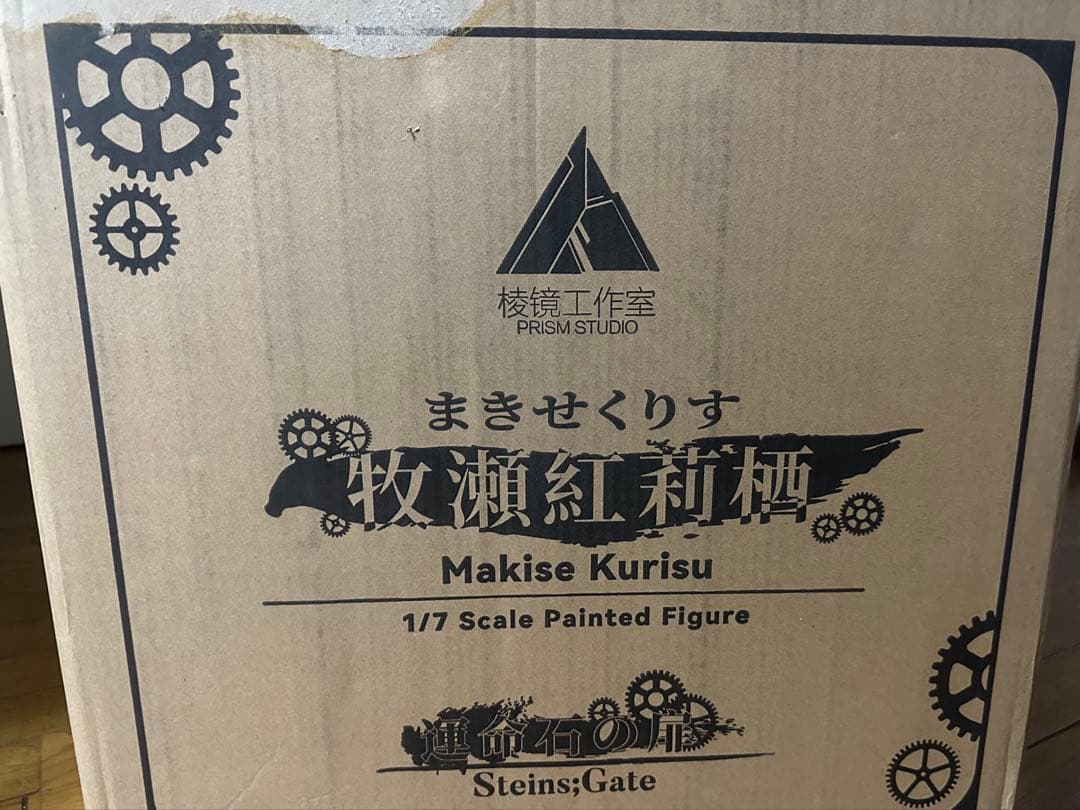 棱镜工作室
PRISM STUDIO
まきせくりす
牧瀬紅莉栖
Makise Kurisu
1/7 Scale Painted Figure
運命石の扉
Steins;Gate